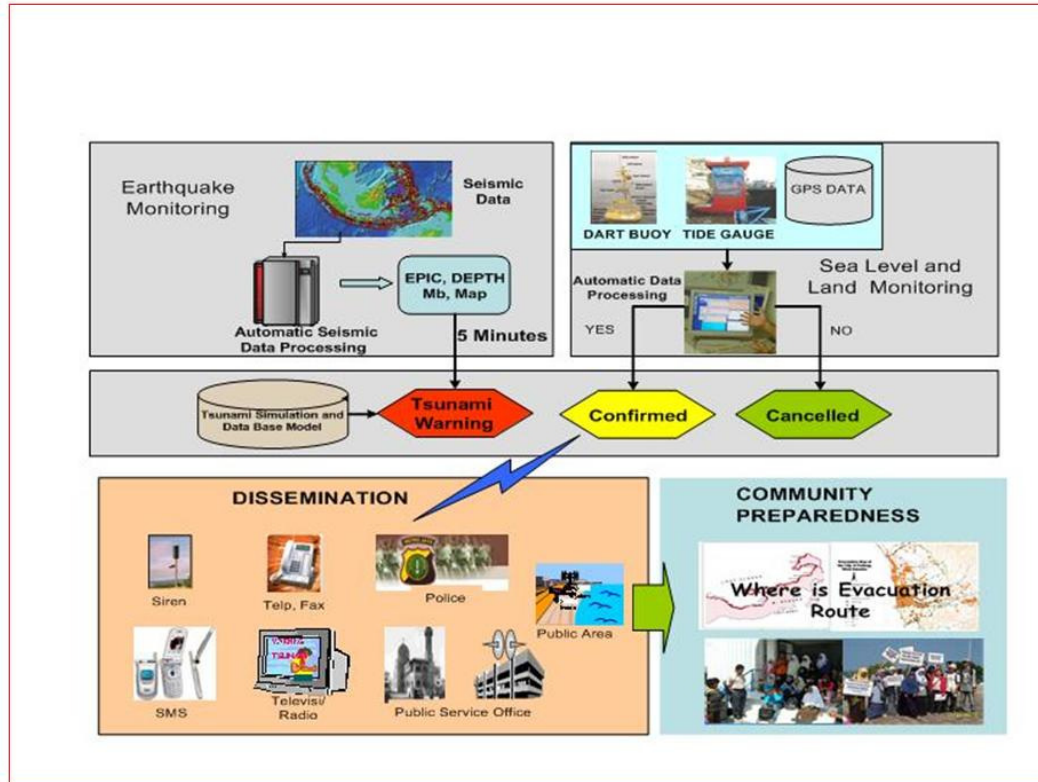 Earthquake
Monitoring
Seismic
Data
EPIC, DEPTH
Mb, Map
Automatic Seismic
Data Processing
5 Minutes
DART BUOY
TIDE GAUGE
GPS DATA
Automatic Data
Processing
Sea Level and
Land Monitoring
YES
NO
Tsunami Simulation and
Data Base Model
Tsunami
Warning
Confirmed
Cancelled
DISSEMINATION
Siren
Telp, Fax
Police
Public Area
SMS
Televisi/
Radio
Public Service Office
COMMUNITY
PREPAREDNESS
Where is Evacuation
Route